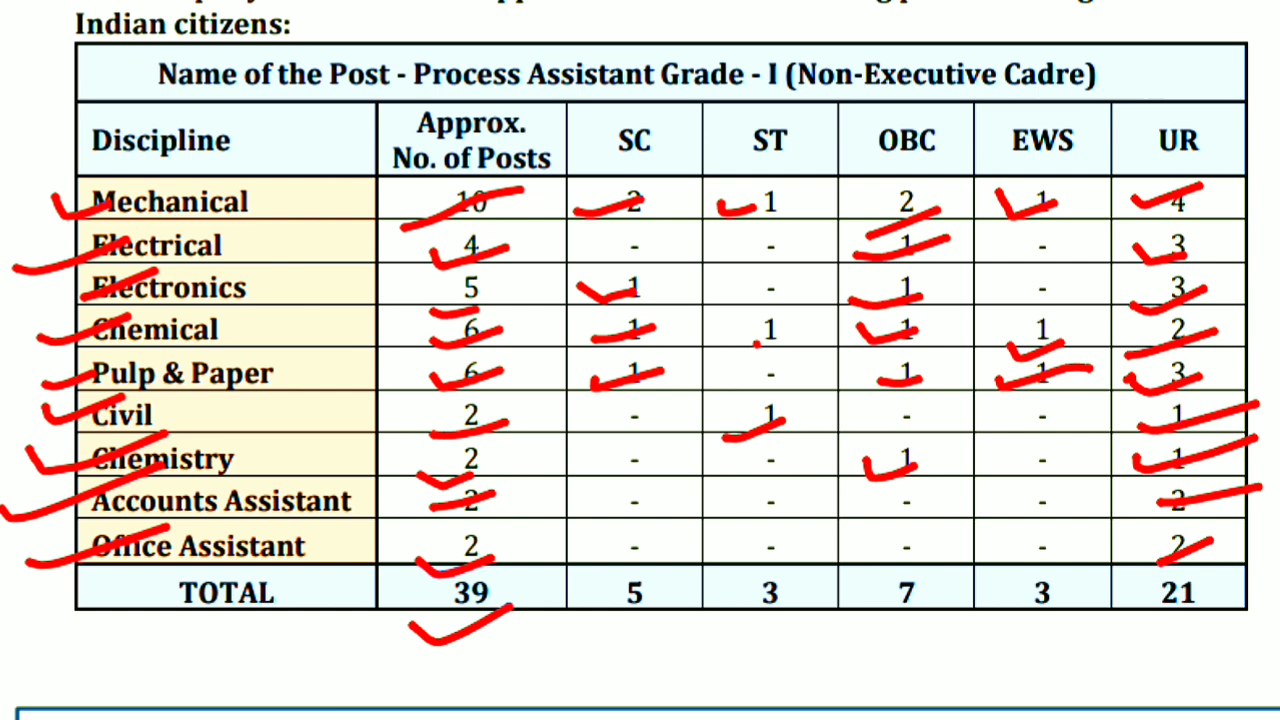 Indian citizens:
Name of the Post - Process Assistant Grade - I (Non-Executive Cadre)
Discipline Approx. No. of Posts SC ST OBC EWS UR
Mechanical 10 2 1 2 1 4
Electrical 4 - - 1 - 3
Electronics 5 1 - 1 - 3
Chemical 6 1 1 1 1 2
Pulp & Paper 6 1 - 1 1 3
Civil 2 - 1 - - 1
Chemistry 2 - - 1 - 1
Accounts Assistant 2 - - - - 2
Office Assistant 2 - - - - 2
TOTAL 39 5 3 7 3 21